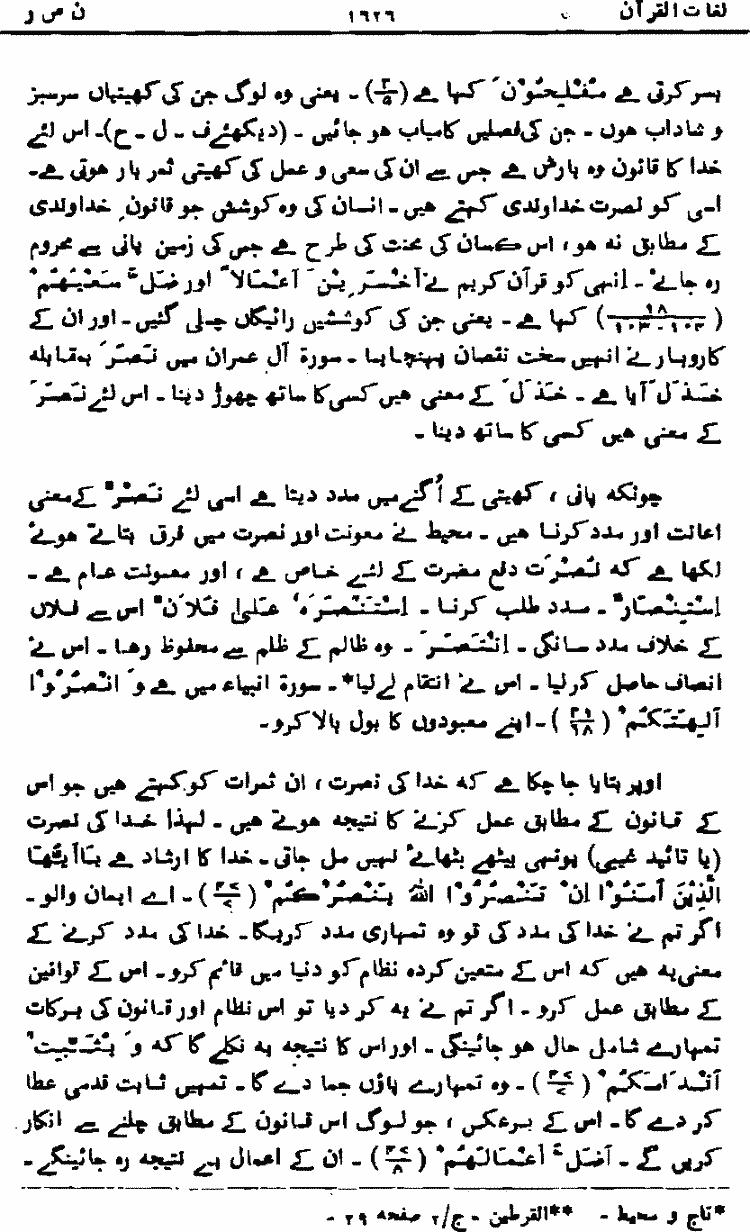 لغات القرآن ۱۶۲۶ ن ص ر
بسر کرتی ہے مُفْلِحُوْنَ کہا ہے (۲/۵) ۔ یعنی وہ لوگ جن کی کھیتیاں سرسبز
و شاداب ہوں ۔ جن کی فصلیں کامیاب ہو جائیں ۔ (دیکھئے ف ۔ ل ۔ ح)۔ اس لئے
خدا کا قانون وہ بارش ہے جس سے ان کی سعی و عمل کی کھیتی ثمر بار ہوتی ہے۔
اسی کو نصرت خداوندی کہتے ہیں ۔ انسان کی وہ کوشش جو قانونِ خداوندی
کے مطابق نہ ہو، اس کسان کی محنت کی طرح ہے جس کی زمین پانی سے محروم
رہ جائے ۔ انہی کو قرآن کریم نے اَخْسَرِیْنَ اَعْمَالاً اور ضَلَّ سَعْیُھُمْ
(۱۸/۱۰۳-۱۰۴) کہا ہے ۔ یعنی جن کی کوششیں رائیگاں چلی گئیں ۔ اور ان کے
کاروبار نے انہیں سخت نقصان پہنچایا ۔ سورۃ آل عمران میں نَصَرَ بمقابلہ
خَذَلَ آیا ہے ۔ خَذَلَ کے معنی ہیں کسی کا ساتھ چھوڑ دینا ۔ اس لئے نَصَرَ
کے معنی ہیں کسی کا ساتھ دینا ۔
چونکہ پانی ، کھیتی کے اُگنے میں مدد دیتا ہے اسی لئے نَصْرٌ کے معنی
اعانت اور مدد کرنا ہیں ۔ محیط نے معونت اور نصرت میں فرق بتاتے ہوئے
لکھا ہے کہ نُصْرَت دفع مضرت کے لئیے خاص ہے ، اور معونت عام ہے ۔
اِسْتِنْصَارٌ ۔ مدد طلب کرنا ۔ اِسْتَنْصَرَہٗ عَلیٰ فُلَانٍ اس سے فلاں
کے خلاف مدد مانگی ۔ اِنْتَصَرَ ۔ وہ ظالم کے ظلم سے محفوظ رہا ۔ اس نے
انصاف حاصل کرلیا ۔ اس نے انتقام لے لیا* ۔ سورۃ انبیاء میں ہے وَ انْصُرُوْا
اٰلِھَتَکُمْ (۲۱/۶۸) ۔ اپنے معبودوں کا بول بالا کرو ۔
اوپر بتایا جا چکا ہے کہ خدا کی نصرت ، ان ثمرات کو کہتے ہیں جو اس
کے قانون کے مطابق عمل کرنے کا نتیجہ ہوتے ہیں ۔ لہذا خدا کی نصرت
(یا تائید غیبی) یونہی بیٹھے بٹھائے نہیں مل جاتی ۔ خدا کا ارشاد ہے یٰااَیُّھَا
الَّذِیْنَ اٰمَنُوْا اِنْ تَنْصُرُوْا اللہَ یَنْصُرْکُمْ (۴۷/۷) ۔ اے ایمان والو ۔
اگر تم نے خدا کی مدد کی تو وہ تمہاری مدد کریگا ۔ خدا کی مدد کرنے کے
معنی یہ ہیں کہ اس کے متعین کردہ نظام کو دنیا میں قائم کرو ۔ اس کے قوانین
کے مطابق عمل کرو ۔ اگر تم نے یہ کر دیا تو اس نظام اور قانون کی برکات
تمہارے شامل حال ہو جائینگی ۔ اور اس کا نتیجہ یہ نکلے گا کہ وَ یُثَبِّتْ
اَقْدَامَکُمْ (۴۷/۷) ۔ وہ تمہارے پاؤں جما دے گا ۔ تمہیں ثابت قدمی عطا
کر دے گا ۔ اس کے برعکس ، جو لوگ اس قانون کے مطابق چلنے سے انکار
کریں گے ۔ اَضَلَّ اَعْمَالَھُمْ (۴۷/۸) ۔ ان کے اعمال بے نتیجہ رہ جائینگے ۔
*تاج و محیط ۔ **القرطین ۔ ج/۲ صفحہ ۲۹ ۔